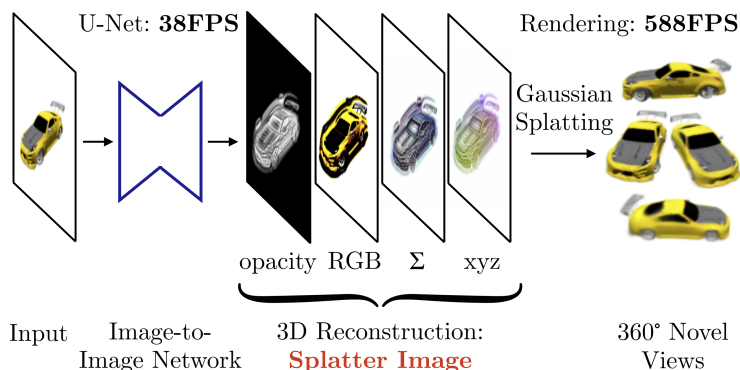 U-Net: 38FPS
Rendering: 588FPS
Gaussian
Splatting
opacity RGB Σ xyz
Input
Image-to-
Image Network
3D Reconstruction:
Splatter Image
360° Novel
Views